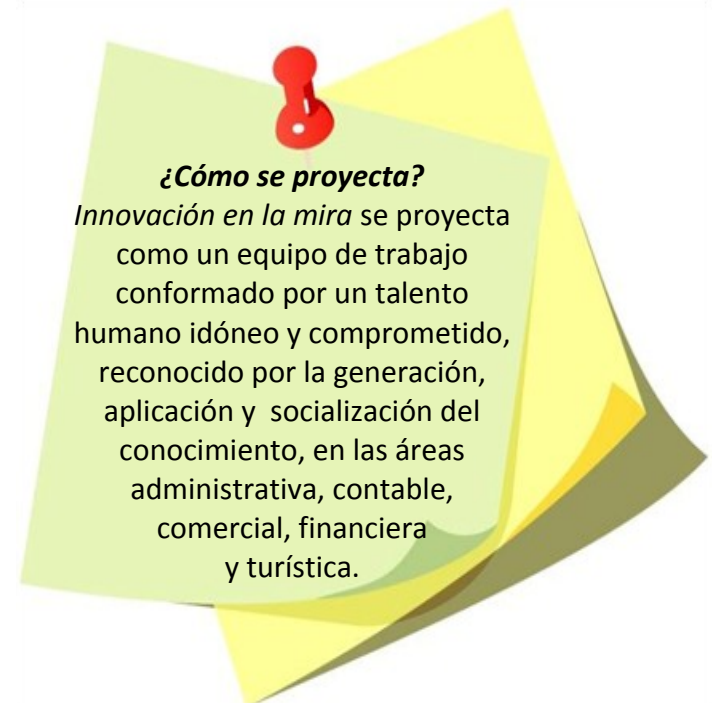 ¿Cómo se proyecta?
Innovación en la mira se proyecta
como un equipo de trabajo
conformado por un talento
humano idóneo y comprometido,
reconocido por la generación,
aplicación y  socialización del
conocimiento, en las áreas
administrativa, contable,
comercial, financiera
y turística.